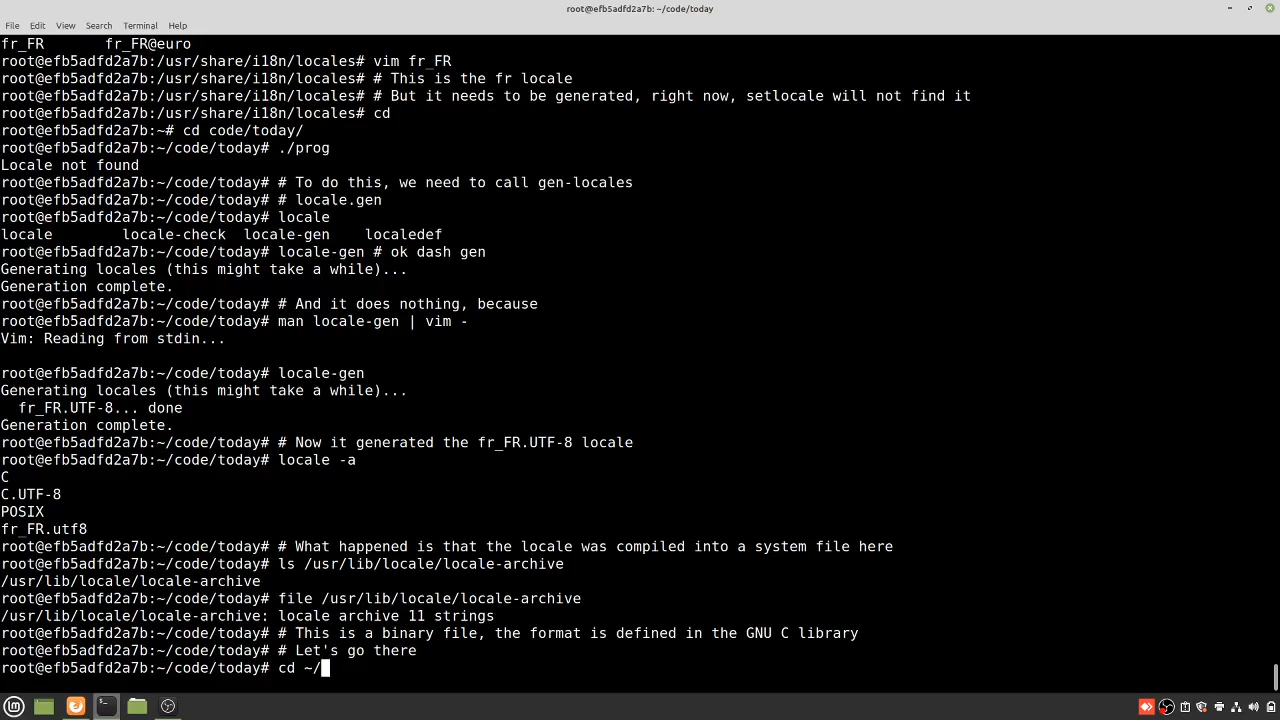 root@efb5adfd2a7b: ~/code/today
File Edit View Search Terminal Help
fr_FR       fr_FR@euro
root@efb5adfd2a7b:/usr/share/i18n/locales# vim fr_FR
root@efb5adfd2a7b:/usr/share/i18n/locales# # This is the fr locale
root@efb5adfd2a7b:/usr/share/i18n/locales# # But it needs to be generated, right now, setlocale will not find it
root@efb5adfd2a7b:/usr/share/i18n/locales# cd
root@efb5adfd2a7b:~# cd code/today/
root@efb5adfd2a7b:~/code/today# ./prog
Locale not found
root@efb5adfd2a7b:~/code/today# # To do this, we need to call gen-locales
root@efb5adfd2a7b:~/code/today# # locale.gen
root@efb5adfd2a7b:~/code/today# locale
locale        locale-check  locale-gen    localedef
root@efb5adfd2a7b:~/code/today# locale-gen # ok dash gen
Generating locales (this might take a while)...
Generation complete.
root@efb5adfd2a7b:~/code/today# # And it does nothing, because
root@efb5adfd2a7b:~/code/today# man locale-gen | vim -
Vim: Reading from stdin...
root@efb5adfd2a7b:~/code/today# locale-gen
Generating locales (this might take a while)...
  fr_FR.UTF-8... done
Generation complete.
root@efb5adfd2a7b:~/code/today# # Now it generated the fr_FR.UTF-8 locale
root@efb5adfd2a7b:~/code/today# locale -a
C
C.UTF-8
POSIX
fr_FR.utf8
root@efb5adfd2a7b:~/code/today# # What happened is that the locale was compiled into a system file here
root@efb5adfd2a7b:~/code/today# ls /usr/lib/locale/locale-archive
/usr/lib/locale/locale-archive
root@efb5adfd2a7b:~/code/today# file /usr/lib/locale/locale-archive
/usr/lib/locale/locale-archive: locale archive 11 strings
root@efb5adfd2a7b:~/code/today# # This is a binary file, the format is defined in the GNU C library
root@efb5adfd2a7b:~/code/today# # Let's go there
root@efb5adfd2a7b:~/code/today# cd ~/